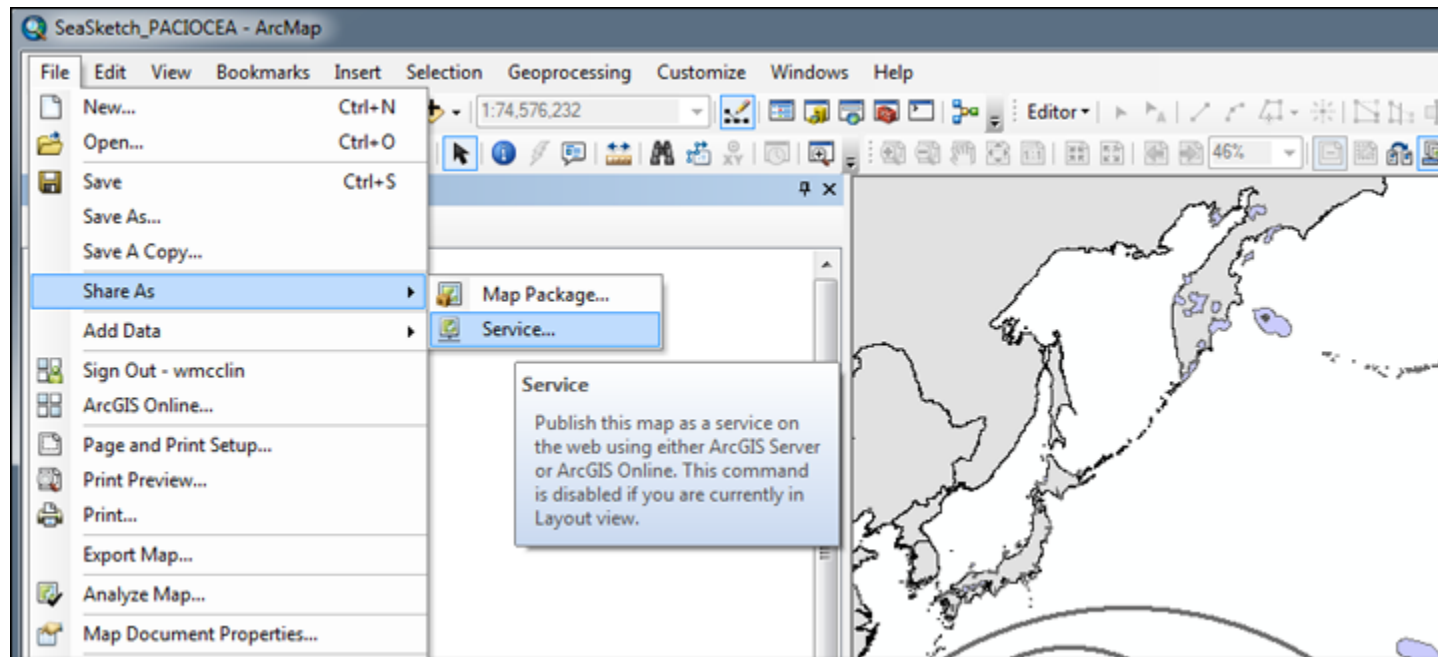 SeaSketch_PACIOCEA - ArcMap
File Edit View Bookmarks Insert Selection Geoprocessing Customize Windows Help
New... Ctrl+N
1:74,576,232
Editor
Open... Ctrl+O
46%
Save Ctrl+S
Save As...
Save A Copy...
Share As
Map Package...
Service...
Add Data
Service
Publish this map as a service on
the web using either ArcGIS Server
or ArcGIS Online. This command
is disabled if you are currently in
Layout view.
Sign Out - wmcclin
ArcGIS Online...
Page and Print Setup...
Print Preview...
Print...
Export Map...
Analyze Map...
Map Document Properties...